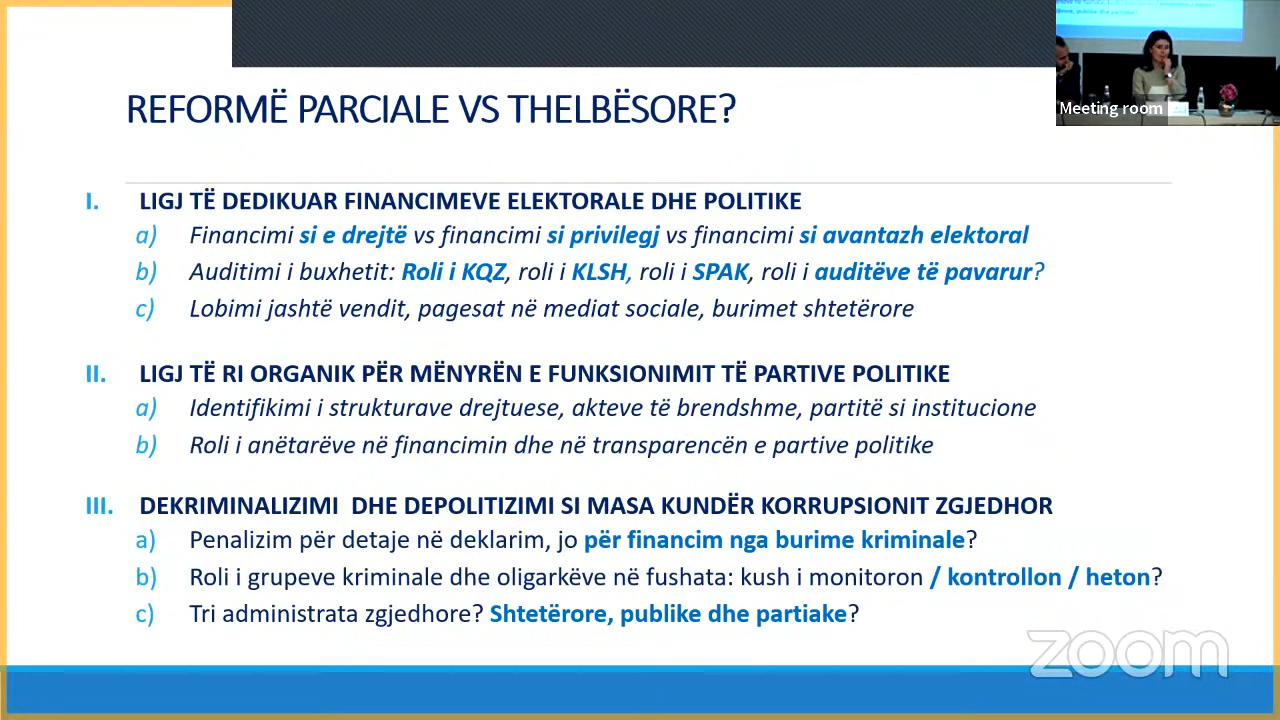 REFORMË PARCIALE VS THELBËSORE?
Meeting room
I. LIGJ TË DEDIKUAR FINANCIMEVE ELEKTORALE DHE POLITIKE
a) Financimi si e drejtë vs financimi si privilegj vs financimi si avantazh elektoral
b) Auditimi i buxhetit: Roli i KQZ, roli i KLSH, roli i SPAK, roli i auditëve të pavarur?
c) Lobimi jashtë vendit, pagesat në mediat sociale, burimet shtetërore
II. LIGJ TË RI ORGANIK PËR MËNYRËN E FUNKSIONIMIT TË PARTIVE POLITIKE
a) Identifikimi i strukturave drejtuese, akteve të brendshme, partitë si institucione
b) Roli i anëtarëve në financimin dhe në transparencën e partive politike
III. DEKRIMINALIZIMI DHE DEPOLITIZIMI SI MASA KUNDËR KORRUPSIONIT ZGJEDHOR
a) Penalizim për detaje në deklarim, jo për financim nga burime kriminale?
b) Roli i grupeve kriminale dhe oligarkëve në fushata: kush i monitoron / kontrollon / heton?
c) Tri administrata zgjedhore? Shtetërore, publike dhe partiake?
zoom